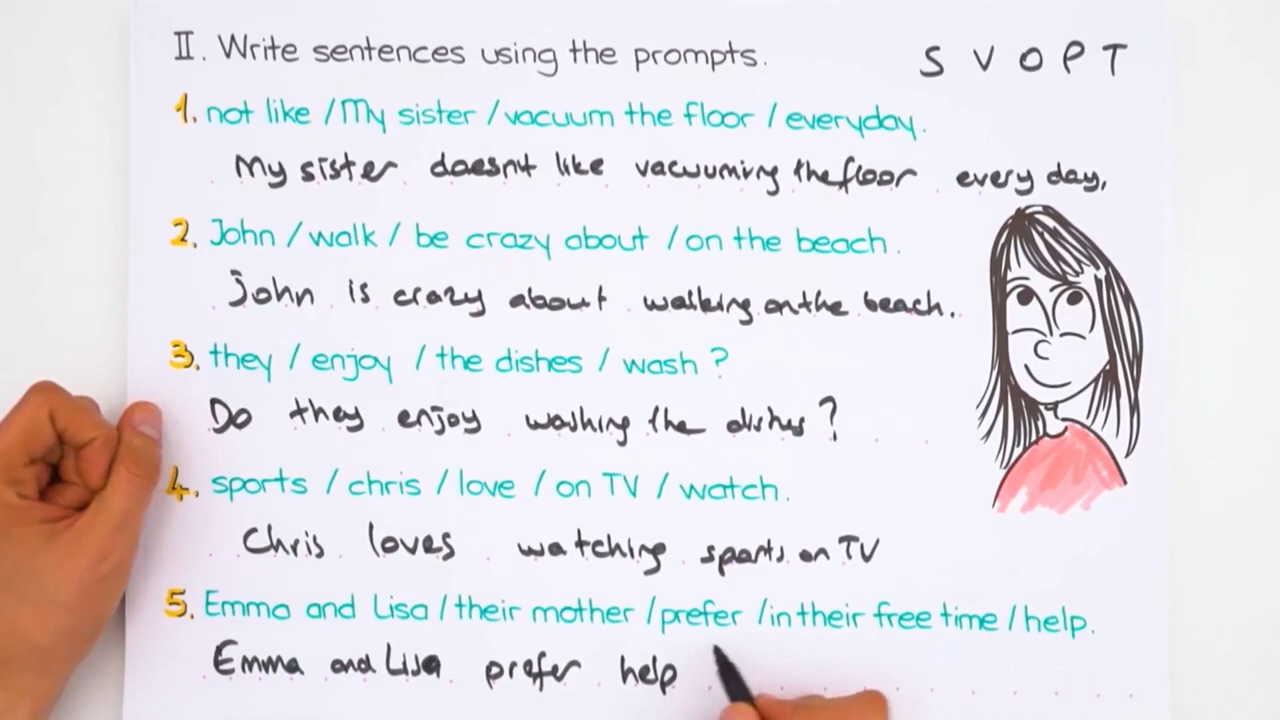 II. Write sentences using the prompts.
S V O P T
1. not like / My sister / vacuum the floor / everyday.
My sister doesnt like vacuuming the floor every day,
2. John / walk / be crazy about / on the beach.
John is crazy about walking on the beach.
3. they / enjoy / the dishes / wash ?
Do they enjoy washing the dishes ?
4. sports / chris / love / on TV / watch.
Chris loves watching sports on TV
5. Emma and Lisa / their mother / prefer / in their free time / help.
Emma and Lisa prefer help